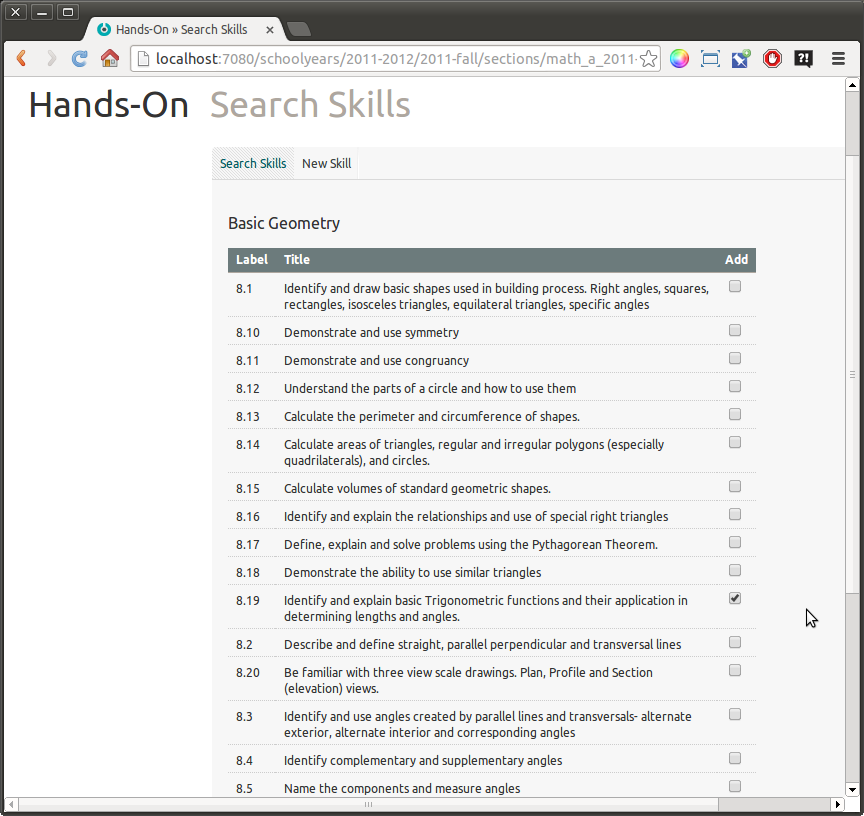 Hands-On » Search Skills
localhost:7080/schoolyears/2011-2012/2011-fall/sections/math_a_2011-
?!
Hands-On Search Skills
Search Skills New Skill
Basic Geometry
Label Title Add
8.1 Identify and draw basic shapes used in building process. Right angles, squares,
rectangles, isosceles triangles, equilateral triangles, specific angles
8.10 Demonstrate and use symmetry
8.11 Demonstrate and use congruancy
8.12 Understand the parts of a circle and how to use them
8.13 Calculate the perimeter and circumference of shapes.
8.14 Calculate areas of triangles, regular and irregular polygons (especially
quadrilaterals), and circles.
8.15 Calculate volumes of standard geometric shapes.
8.16 Identify and explain the relationships and use of special right triangles
8.17 Define, explain and solve problems using the Pythagorean Theorem.
8.18 Demonstrate the ability to use similar triangles
8.19 Identify and explain basic Trigonometric functions and their application in
determining lengths and angles.
8.2 Describe and define straight, parallel perpendicular and transversal lines
8.20 Be familiar with three view scale drawings. Plan, Profile and Section
(elevation) views.
8.3 Identify and use angles created by parallel lines and transversals- alternate
exterior, alternate interior and corresponding angles
8.4 Identify complementary and supplementary angles
8.5 Name the components and measure angles